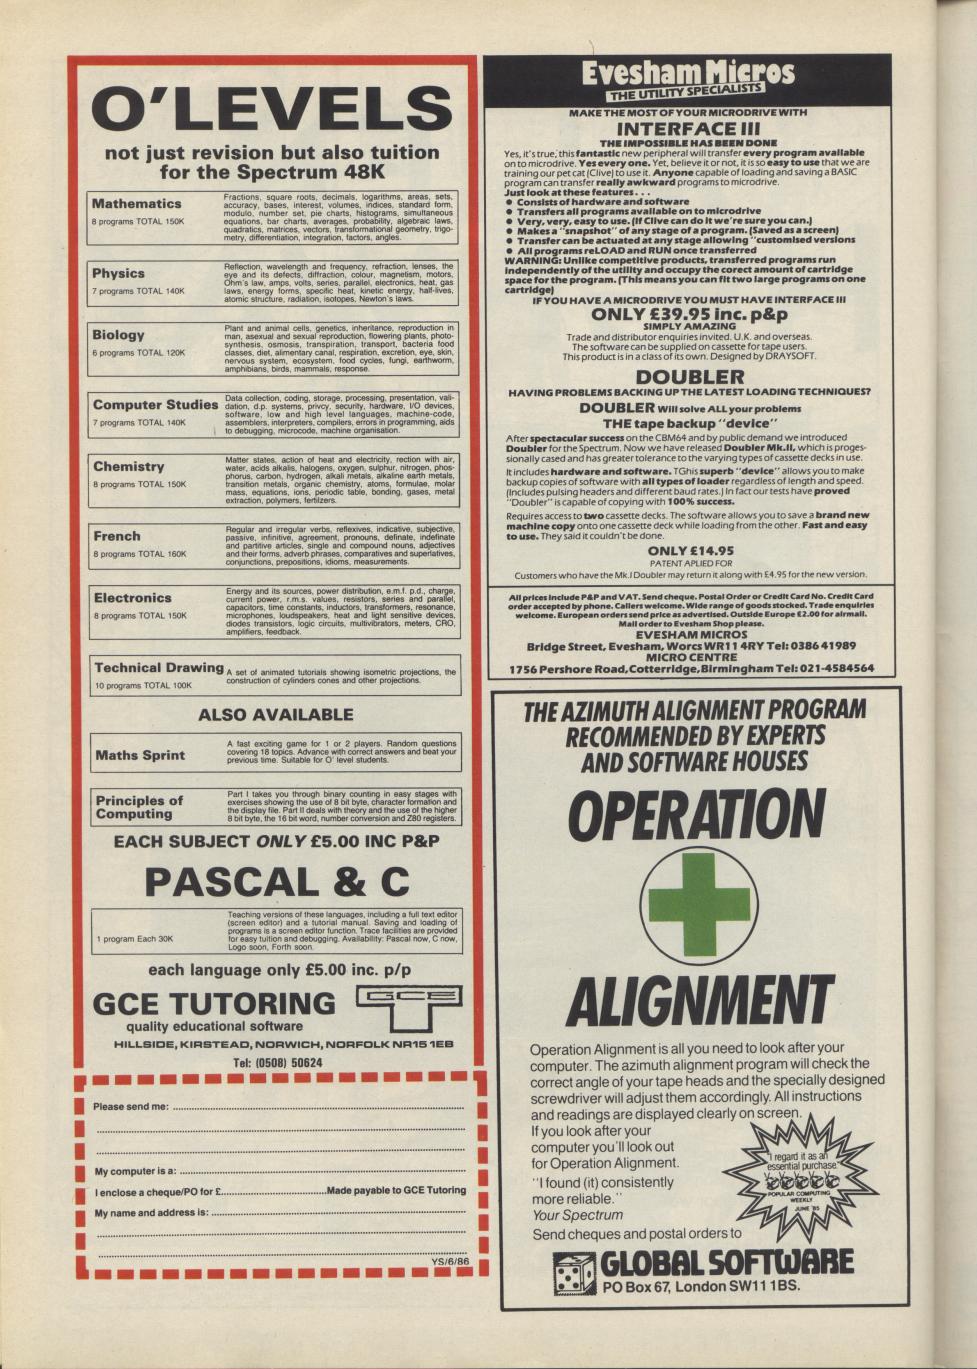 O'LEVELS
not just revision but also tuition
for the Spectrum 48K
Mathematics
8 programs TOTAL 150K
Fractions, square roots, decimals, logarithms, areas, sets,
accuracy, bases, interest, volumes, indices, standard form,
modulo, number set, pie charts, histograms, simultaneous
equations, bar charts, averages, probability, algebraic laws,
quadratics, matrices, vectors, transformational geometry, trigo-
metry, differentiation, integration, factors, angles.
Physics
7 programs TOTAL 140K
Reflection, wavelength and frequency, refraction, lenses, the
eye and its defects, diffraction, colour, magnetism, motors,
Ohm's law, amps, volts, series, parallel, electronics, heat, gas
laws, energy forms, specific heat, kinetic energy, half-lives,
atomic structure, radiation, isotopes, Newton's laws.
Biology
6 programs TOTAL 120K
Plant and animal cells, genetics, inheritance, reproduction in
man, asexual and sexual reproduction, flowering plants, photo-
synthesis, osmosis, transpiration, transport, bacteria food
classes, diet, alimentary canal, respiration, excretion, eye, skin,
nervous system, ecosystem, food cycles, fungi, earthworm,
amphibians, birds, mammals, response.
Computer Studies
7 programs TOTAL 140K
Data collection, coding, storage, processing, presentation, vali-
dation, d.p. systems, privcy, security, hardware, I/O devices,
software, low and high level languages, machine-code,
assemblers, interpreters, compilers, errors in programming, aids
to debugging, microcode, machine organisation.
Chemistry
8 programs TOTAL 150K
Matter states, action of heat and electricity, rection with air,
water, acids alkalis, halogens, oxygen, sulphur, nitrogen, phos-
phorus, carbon, hydrogen, alkali metals, alkaline earth metals,
transition metals, organic chemistry, atoms, formulae, molar
mass, equations, ions, periodic table, bonding, gases, metal
extraction, polymers, fertilizers.
French
8 programs TOTAL 160K
Regular and irregular verbs, reflexives, indicative, subjective,
passive, infinitive, agreement, pronouns, definate, indefinate
and partitive articles, single and compound nouns, adjectives
and their forms, adverb phrases, comparatives and superlatives,
conjunctions, prepositions, idioms, measurements.
Electronics
8 programs TOTAL 150K
Energy and its sources, power distribution, e.m.f. p.d., charge,
current power, r.m.s. values, resistors, series and parallel,
capacitors, time constants, inductors, transformers, resonance,
microphones, loudspeakers, heat and light sensitive devices,
diodes transistors, logic circuits, multivibrators, meters, CRO,
amplifiers, feedback.
Technical Drawing
10 programs TOTAL 100K
A set of animated tutorials showing isometric projections, the
construction of cylinders cones and other projections.
ALSO AVAILABLE
Maths Sprint
A fast exciting game for 1 or 2 players. Random questions
covering 18 topics. Advance with correct answers and beat your
previous time. Suitable for O' level students.
Principles of
Computing
Part I takes you through binary counting in easy stages with
exercises showing the use of 8 bit byte, character formation and
the display file. Part II deals with theory and the use of the higher
8 bit byte, the 16 bit word, number conversion and Z80 registers.
EACH SUBJECT ONLY £5.00 INC P&P
PASCAL & C
1 program Each 30K
Teaching versions of these languages, including a full text editor
(screen editor) and a tutorial manual. Saving and loading of
programs is a screen editor function. Trace facilities are provided
for easy tuition and debugging. Availability: Pascal now, C now,
Logo soon, Forth soon.
each language only £5.00 inc. p/p
GCE TUTORING
GCE
quality educational software
HILLSIDE, KIRSTEAD, NORWICH, NORFOLK NR15 1EB
Tel: (0508) 50624
Please send me:
My computer is a:
I enclose a cheque/PO for £..........Made payable to GCE Tutoring
My name and address is:
YS/6/86
Evesham Micros
THE UTILITY SPECIALISTS
MAKE THE MOST OF YOUR MICRODRIVE WITH
INTERFACE III
THE IMPOSSIBLE HAS BEEN DONE
Yes, it's true, this fantastic new peripheral will transfer every program available
on to microdrive. Yes every one. Yet, believe it or not, it is so easy to use that we are
training our pet cat (Clive) to use it. Anyone capable of loading and saving a BASIC
program can transfer really awkward programs to microdrive.
Just look at these features...
● Consists of hardware and software
● Transfers all programs available on to microdrive
● Very, very, easy to use. (If Clive can do it we're sure you can.)
● Makes a "snapshot" of any stage of a program. (Saved as a screen)
● Transfer can be actuated at any stage allowing "customised versions
● All programs reLOAD and RUN once transferred
WARNING: Unlike competitive products, transferred programs run
independently of the utility and occupy the corect amount of cartridge
space for the program. (This means you can fit two large programs on one
cartridge)
IF YOU HAVE A MICRODRIVE YOU MUST HAVE INTERFACE III
ONLY £39.95 inc. p&p
SIMPLY AMAZING
Trade and distributor enquiries invited. U.K. and overseas.
The software can be supplied on cassette for tape users.
This product is in a class of its own. Designed by DRAYSOFT.
DOUBLER
HAVING PROBLEMS BACKING UP THE LATEST LOADING TECHNIQUES?
DOUBLER Will solve ALL your problems
THE tape backup "device"
After spectacular success on the CBM64 and by public demand we introduced
Doubler for the Spectrum. Now we have released Doubler Mk.II, which is proges-
sionally cased and has greater tolerance to the varying types of cassette decks in use.
It includes hardware and software. TGhis superb "device" allows you to make
backup copies of software with all types of loader regardless of length and speed.
(Includes pulsing headers and different baud rates.) In fact our tests have proved
"Doubler" is capable of copying with 100% success.
Requires access to two cassette decks. The software allows you to save a brand new
machine copy onto one cassette deck while loading from the other. Fast and easy
to use. They said it couldn't be done.
ONLY £14.95
PATENT APLIED FOR
Customers who have the Mk.I Doubler may return it along with £4.95 for the new version.
All prices include P&P and VAT. Send cheque. Postal Order or Credit Card No. Credit Card
order accepted by phone. Callers welcome. Wide range of goods stocked. Trade enquiries
welcome. European orders send price as advertised. Outside Europe £2.00 for airmail.
Mail order to Evesham Shop please.
EVESHAM MICROS
Bridge Street, Evesham, Worcs WR11 4RY Tel: 0386 41989
MICRO CENTRE
1756 Pershore Road, Cotterridge, Birmingham Tel: 021-4584564
THE AZIMUTH ALIGNMENT PROGRAM
RECOMMENDED BY EXPERTS
AND SOFTWARE HOUSES
OPERATION
ALIGNMENT
Operation Alignment is all you need to look after your
computer. The azimuth alignment program will check the
correct angle of your tape heads and the specially designed
screwdriver will adjust them accordingly. All instructions
and readings are displayed clearly on screen.
If you look after your
computer you'll look out
for Operation Alignment.
"I found (it) consistently
more reliable."
Your Spectrum
Send cheques and postal orders to
"I regard it as an
essential purchase."
POPULAR COMPUTING
WEEKLY
JUNE '85
GLOBAL SOFTWARE
PO Box 67, London SW11 1BS.